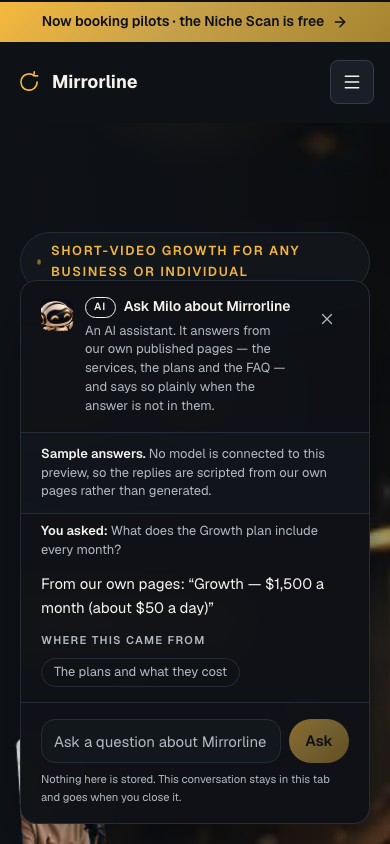 Now booking pilots · the Niche Scan is free →
Mirrorline
SHORT-VIDEO GROWTH FOR ANY
BUSINESS OR INDIVIDUAL
AI Ask Milo about Mirrorline
An AI assistant. It answers from
our own published pages — the
services, the plans and the FAQ —
and says so plainly when the
answer is not in them.
Sample answers. No model is connected to this
preview, so the replies are scripted from our own
pages rather than generated.
You asked: What does the Growth plan include
every month?
From our own pages: “Growth — $1,500 a
month (about $50 a day)”
WHERE THIS CAME FROM
The plans and what they cost
Ask a question about Mirrorline
Ask
Nothing here is stored. This conversation stays in this tab
and goes when you close it.